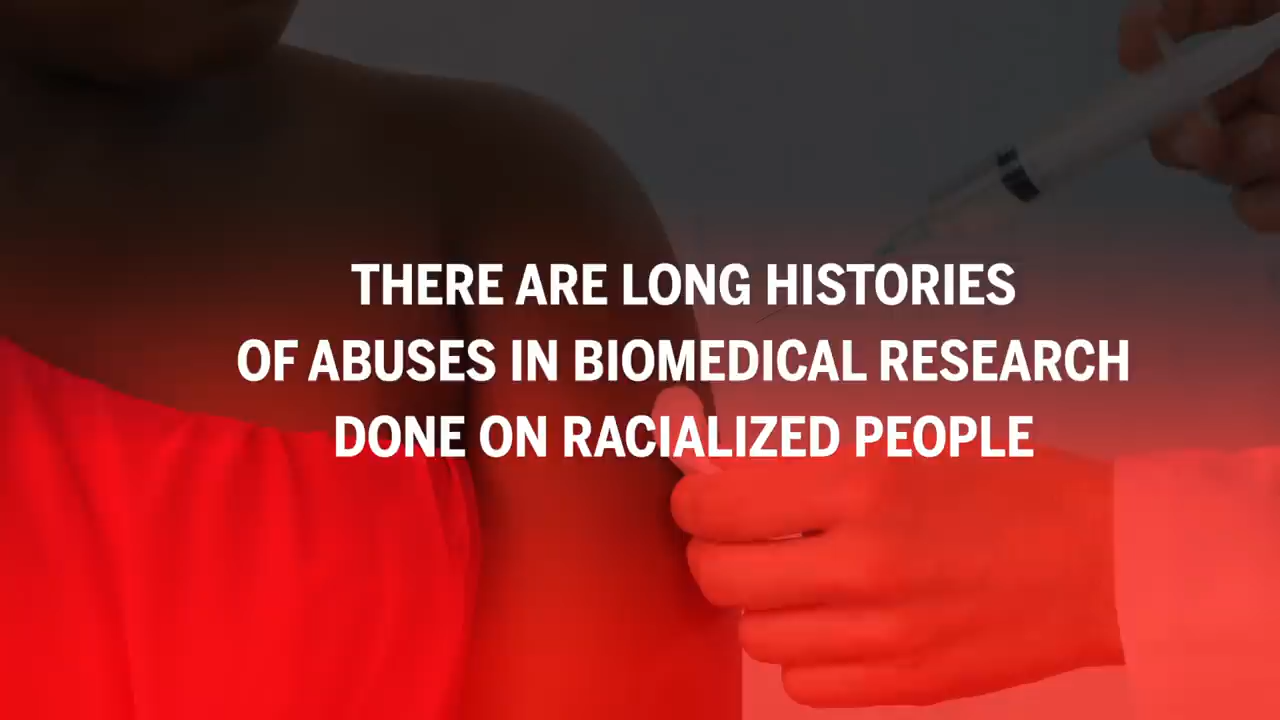 THERE ARE LONG HISTORIES
OF ABUSES IN BIOMEDICAL RESEARCH
DONE ON RACIALIZED PEOPLE